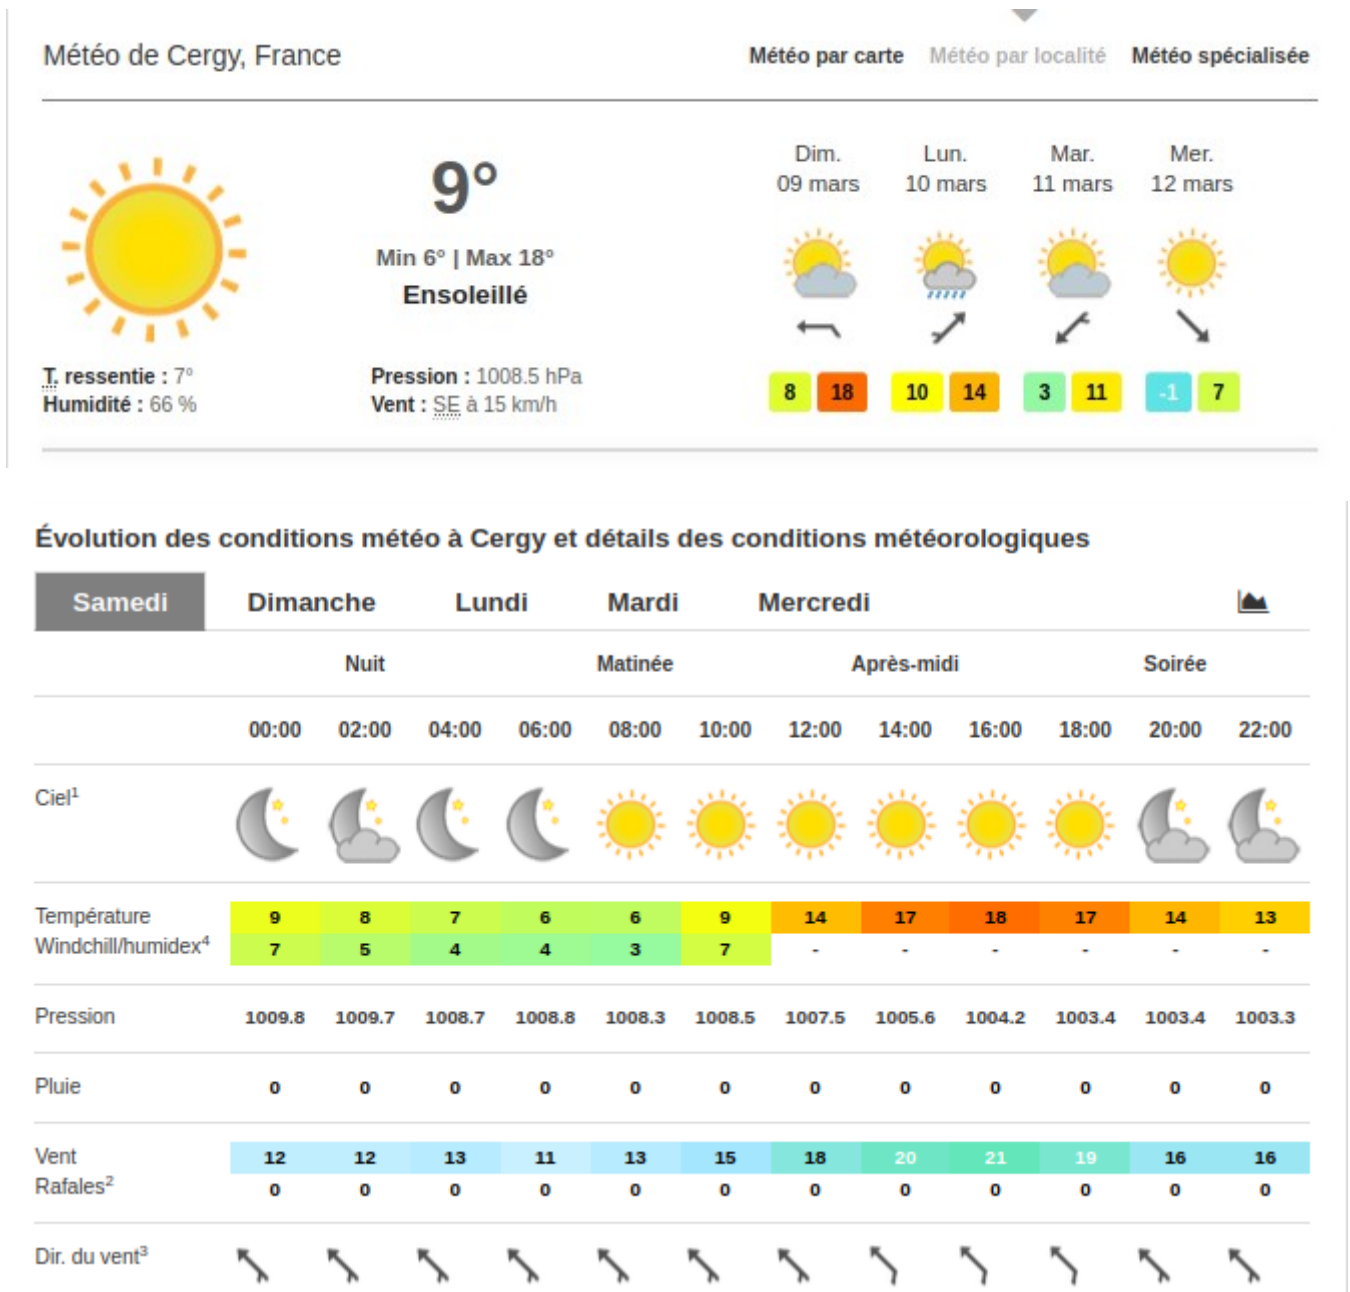 Météo de Cergy, France
Météo par carte Météo par localité Météo spécialisée
9°
Min 6° | Max 18°
Ensoleillé
T. ressentie : 7°
Humidité : 66 %
Pression : 1008.5 hPa
Vent : SE à 15 km/h
Dim. Lun. Mar. Mer.
09 mars 10 mars 11 mars 12 mars
8 18 10 14 3 11 -1 7
Évolution des conditions météo à Cergy et détails des conditions météorologiques
Samedi Dimanche Lundi Mardi Mercredi
Nuit Matinée Après-midi Soirée
00:00 02:00 04:00 06:00 08:00 10:00 12:00 14:00 16:00 18:00 20:00 22:00
Ciel1
Température 9 8 7 6 6 9 14 17 18 17 14 13
Windchill/humidex4 7 5 4 4 3 7 - - - - - -
Pression 1009.8 1009.7 1008.7 1008.8 1008.3 1008.5 1007.5 1005.6 1004.2 1003.4 1003.4 1003.3
Pluie 0 0 0 0 0 0 0 0 0 0 0 0
Vent 12 12 13 11 13 15 18 20 21 19 16 16
Rafales2 0 0 0 0 0 0 0 0 0 0 0 0
Dir. du vent3